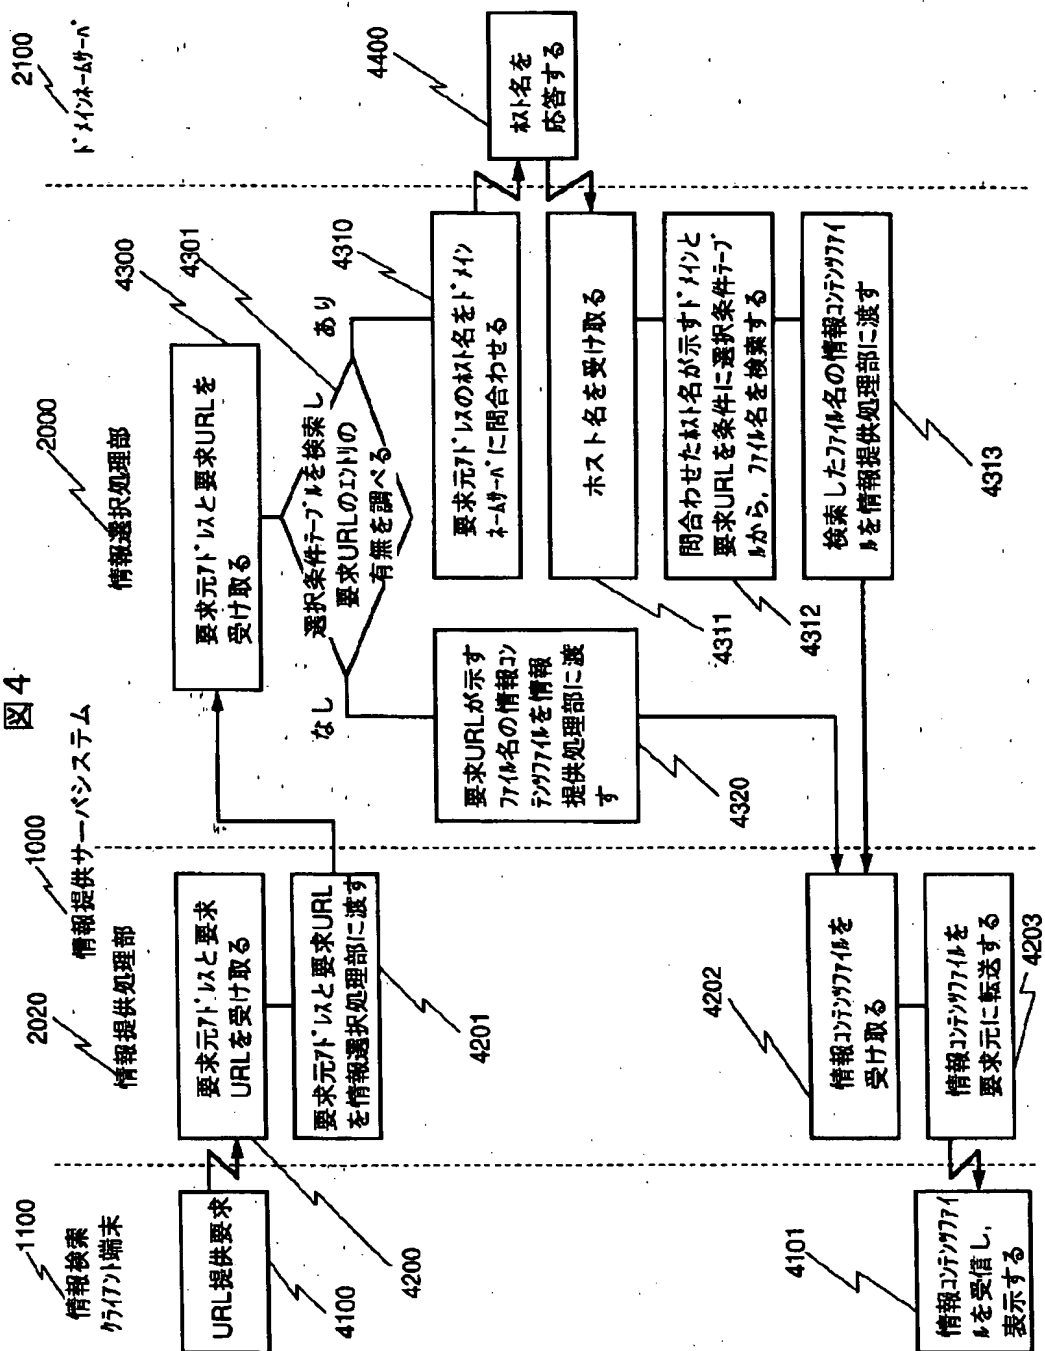 図4
1100
情報検索
クライアント端末
2020
情報提供処理部
1000
情報提供サーバシステム
2000
情報選択処理部
2100
ドメインネームサーバ
URL提供要求
4100
要求元アドレスと要求
URLを受け取る
4200
要求元アドレスと要求URL
を情報選択処理部に渡す
4201
要求元アドレスと要求URLを
受け取る
4300
選択条件テーブルを検索し
要求URLのエントリの
有無を調べる
4301
なし
あり
要求URLが示す
ファイル名の情報コン
テンツファイルを情報
提供処理部に渡
す
4320
要求元アドレスのホスト名をドメイン
ネームサーバに問合わせる
4310
ホスト名を
応答する
4400
ホスト名を受け取る
4311
問合わせたホスト名が示すドメインと
要求URLを条件に選択条件テーブ
ルから，ファイル名を検索する
4312
検索したファイル名の情報コンテンツファイ
ルを情報提供処理部に渡す
4313
情報コンテンツファイルを
受け取る
4202
情報コンテンツファイルを
要求元に転送する
4203
情報コンテンツファイ
ルを受信し，
表示する
4101